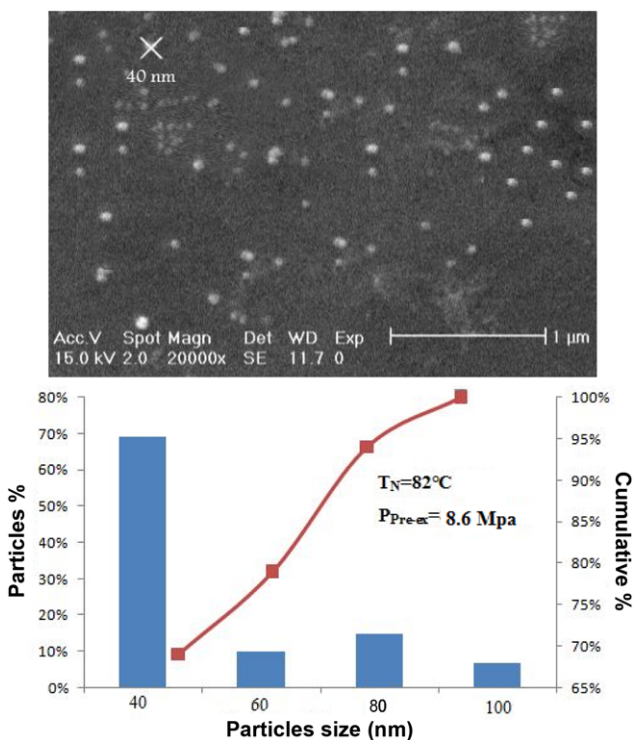 40 nm
Acc.V Spot Magn Det WD Exp
1 μm
15.0 kV 2.0 20000x SE 11.7 0
80%
70%
60%
50%
40%
30%
20%
10%
0%
Particles %
100%
95%
90%
85%
80%
75%
70%
65%
Cumulative %
TN=82°C
PPre-ex= 8.6 Mpa
40 60 80 100
Particles size (nm)